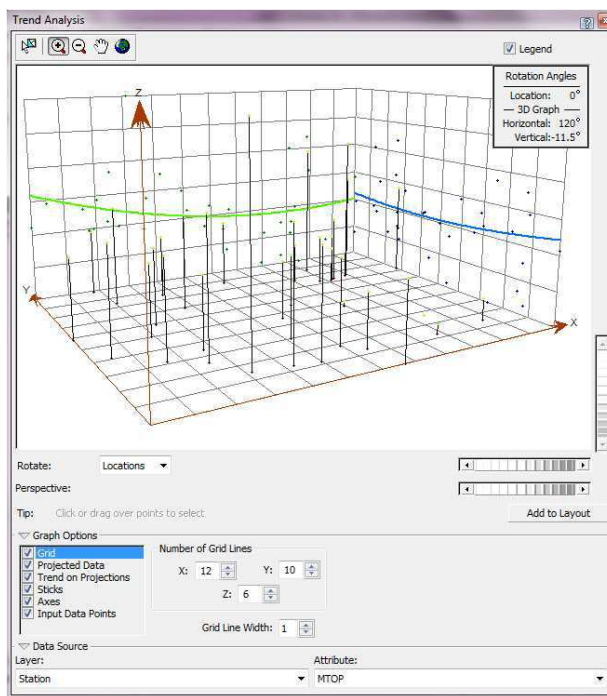 Trend Analysis
Legend
Rotation Angles
Location: 0°
3D Graph
Horizontal: 120°
Vertical:-11.5°
Z
Y
X
Rotate: Locations
Perspective:
Tip: Click or drag over points to select
Add to Layout
Graph Options
Grid
Projected Data
Trend on Projections
Sticks
Axes
Input Data Points
Number of Grid Lines
X: 12 Y: 10
Z: 6
Grid Line Width: 1
Data Source
Layer: Attribute:
Station MTOP